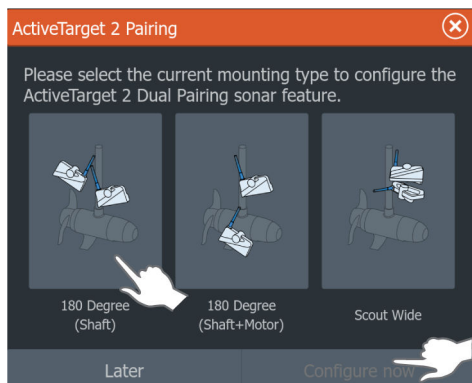 ActiveTarget 2 Pairing
Please select the current mounting type to configure the
ActiveTarget 2 Dual Pairing sonar feature.
180 Degree
(Shaft)
180 Degree
(Shaft+Motor)
Scout Wide
Later
Configure now